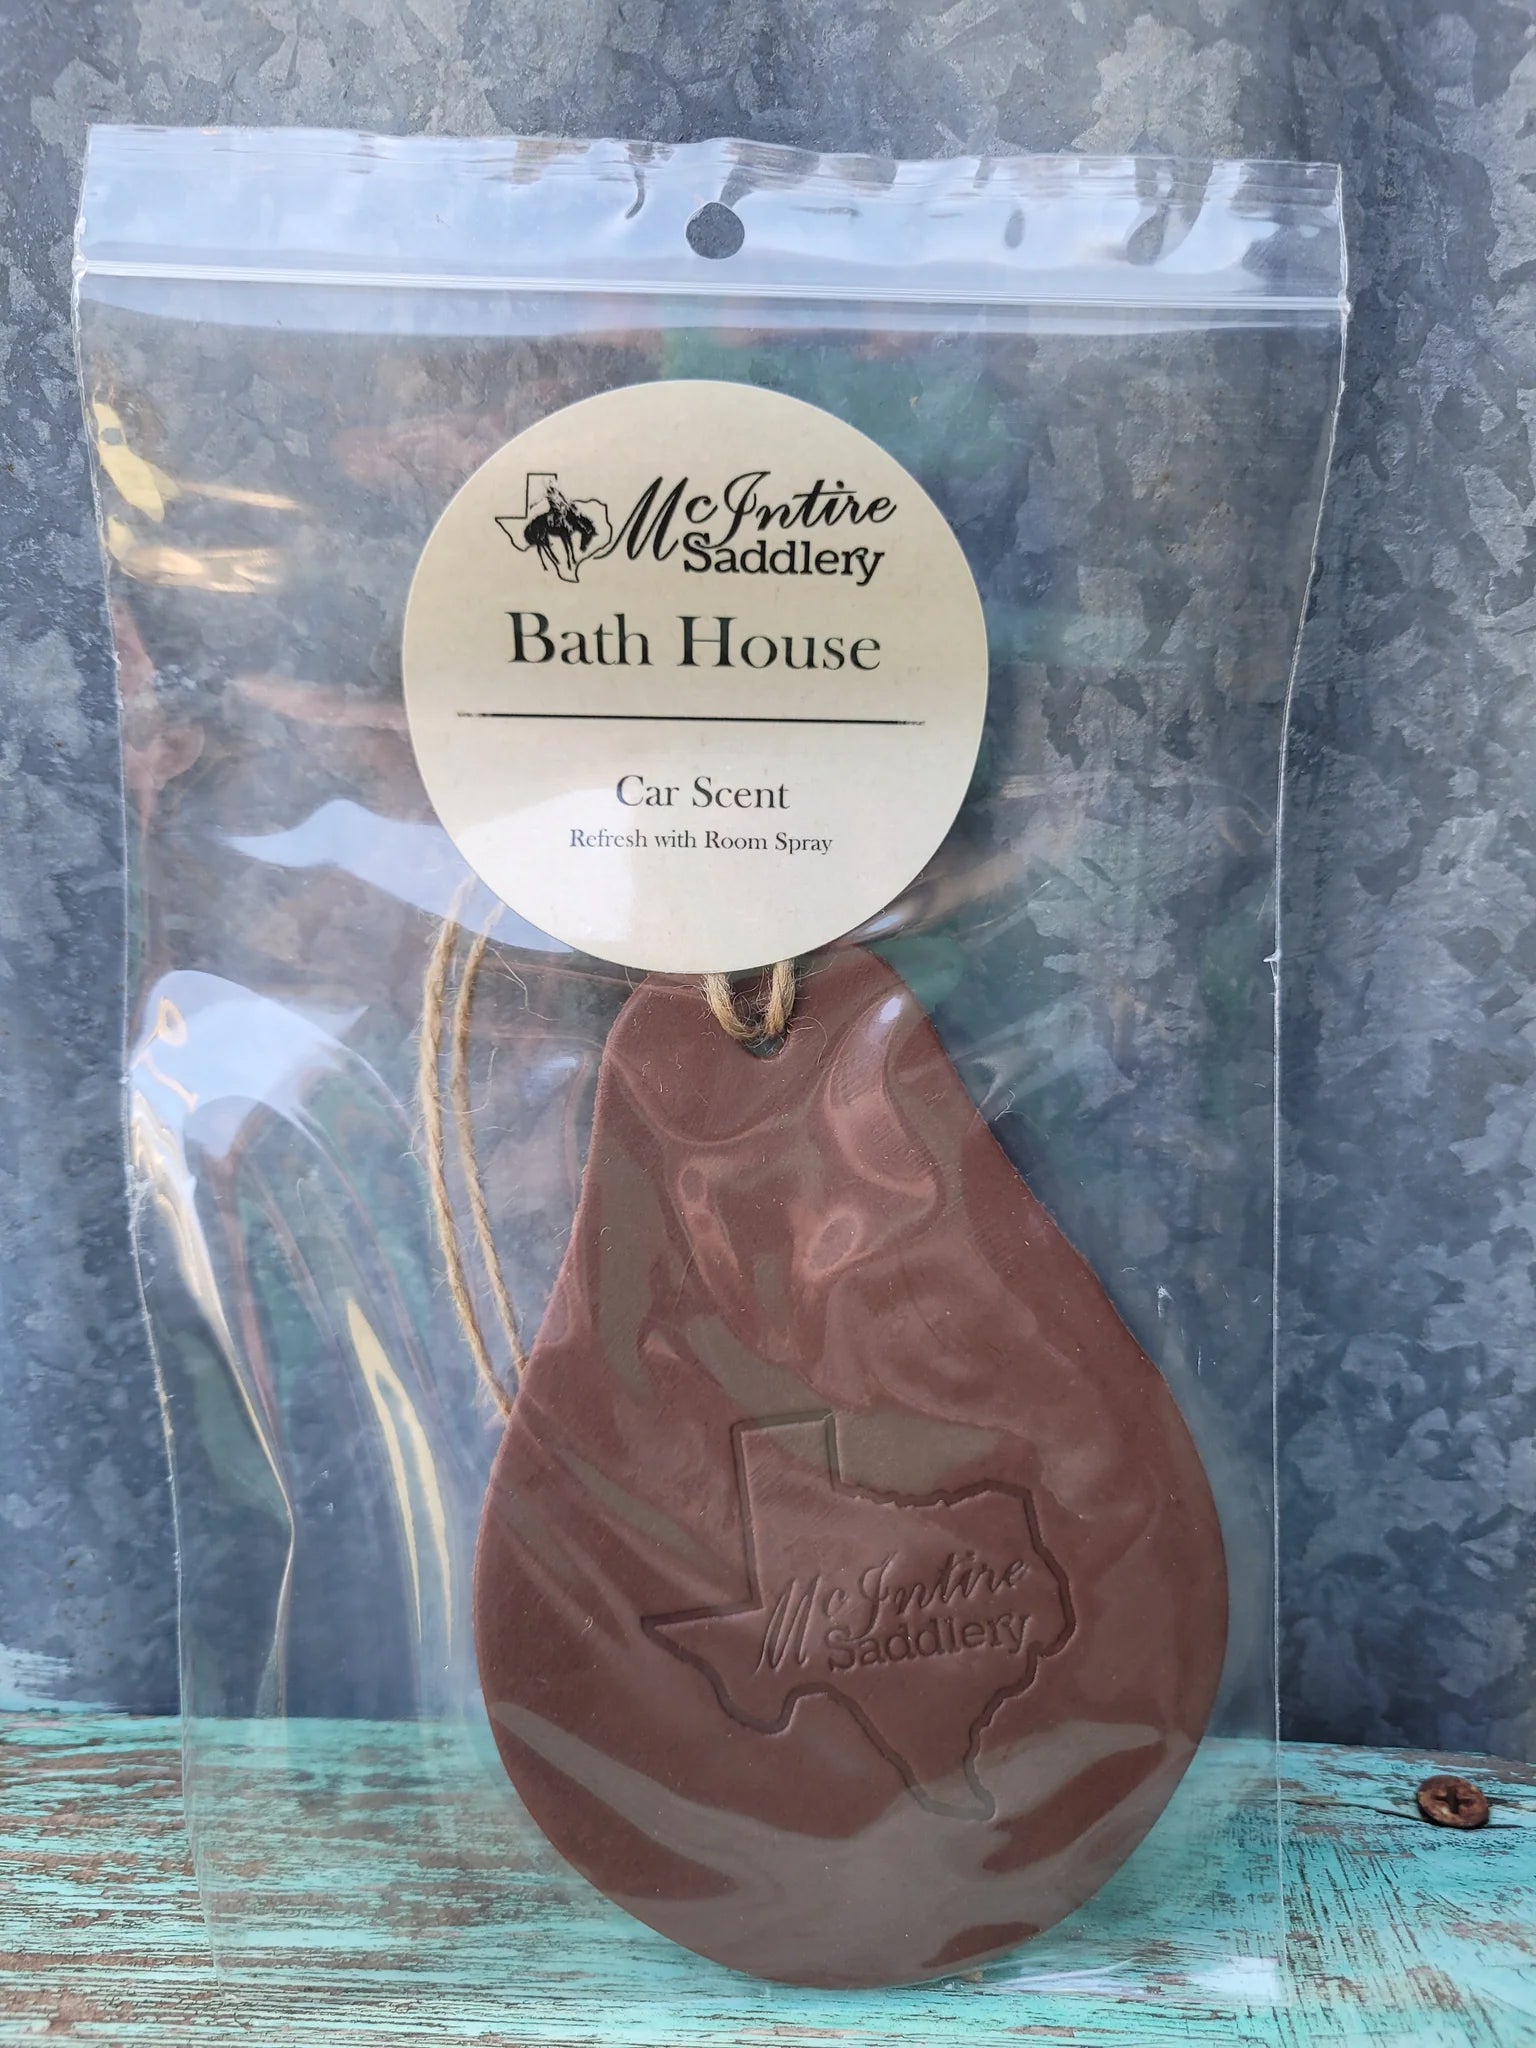 McIntire
Saddlery
Bath House
Car Scent
Refresh with Room Spray
McIntire
Saddlery